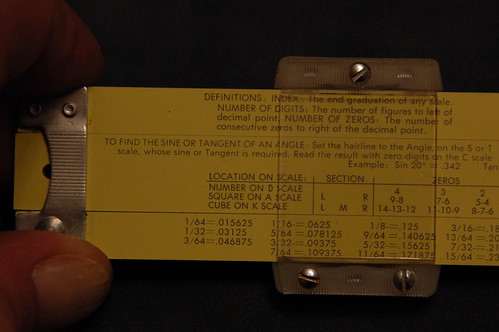 DEFINITIONS: INDEX: The end graduation of any scale.
NUMBER OF DIGITS: The number of figures to left of
decimal point. NUMBER OF ZEROS: The number of
consecutive zeros to right of the decimal point.
TO FIND THE SINE OR TANGENT OF AN ANGLE: Set the hairline to the Angle, on the S or T
scale, whose sine or Tangent is required. Read the result with zero digits on the C scale
Example: Sin 20° = .342 Tan
LOCATION ON SCALE: SECTION ZEROS
NUMBER ON D SCALE 4 3 2
SQUARE ON A SCALE L R 9-8 7-6 5-4
CUBE ON K SCALE L M R 14-13-12 11-10-9 8-7-6
1/64=.015625 1/16=.0625 1/8=.125 3/16=.18
1/32=.03125 5/64=.078125 9/64=.140625 13/64=.20
3/64=.046875 3/32=.09375 5/32=.15625 7/32=.21
7/64=.109375 11/64=.171875 15/64=.23